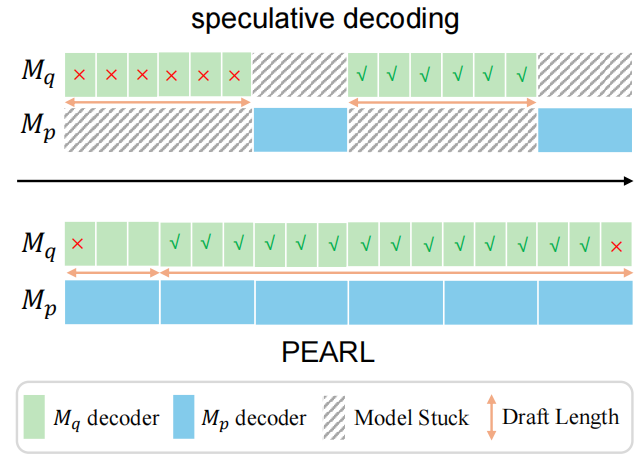 speculative decoding
M_q × × × × × × √ √ √ √ √ √
M_p
M_q × √ √ √ √ √ √ √ √ √ √ √ √ √ √ ×
M_p
PEARL
M_q decoder M_p decoder Model Stuck Draft Length